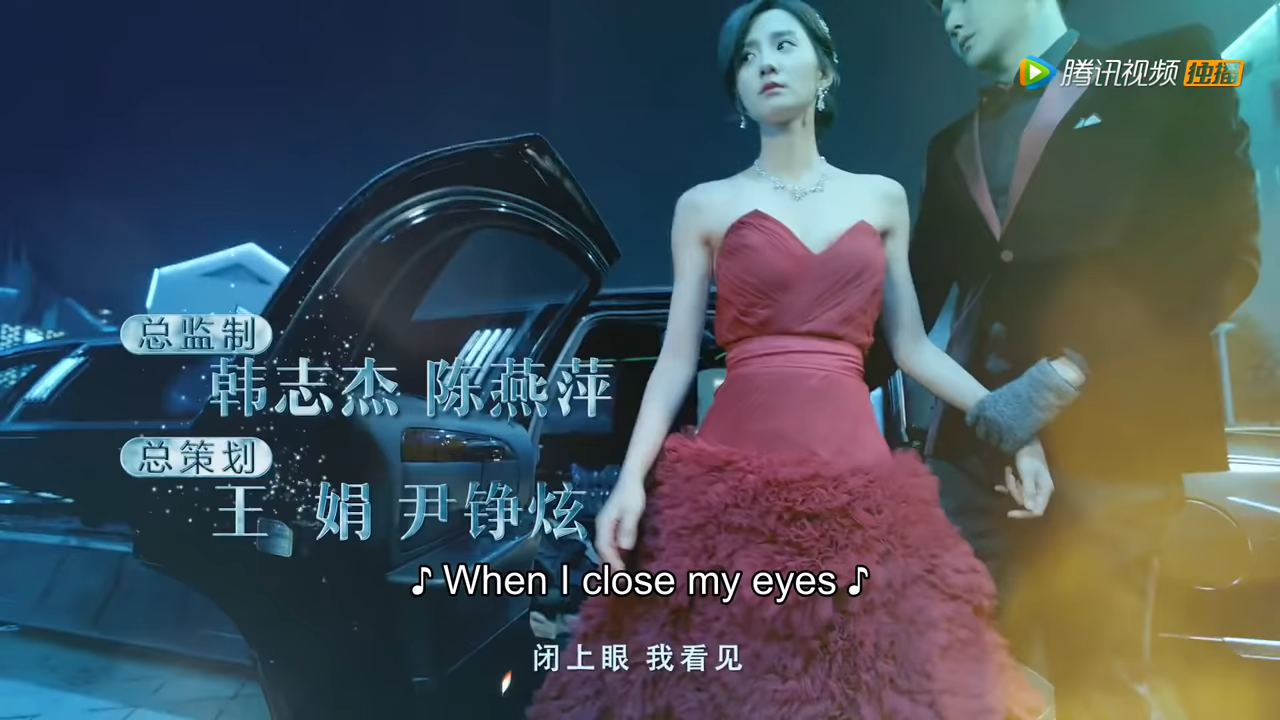 腾讯视频 独播
总监制
韩志杰 陈燕萍
总策划
王 娟 尹铮炫
♪ When I close my eyes ♪
闭上眼 我看见